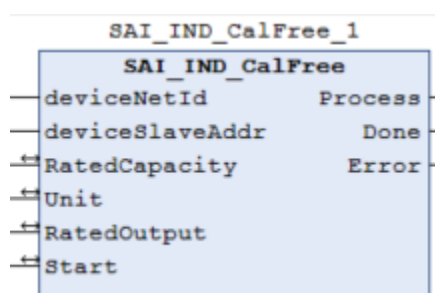 SAI_IND_CalFree_1
SAI_IND_CalFree
deviceNetId Process
deviceSlaveAddr Done
RatedCapacity Error
Unit
RatedOutput
Start